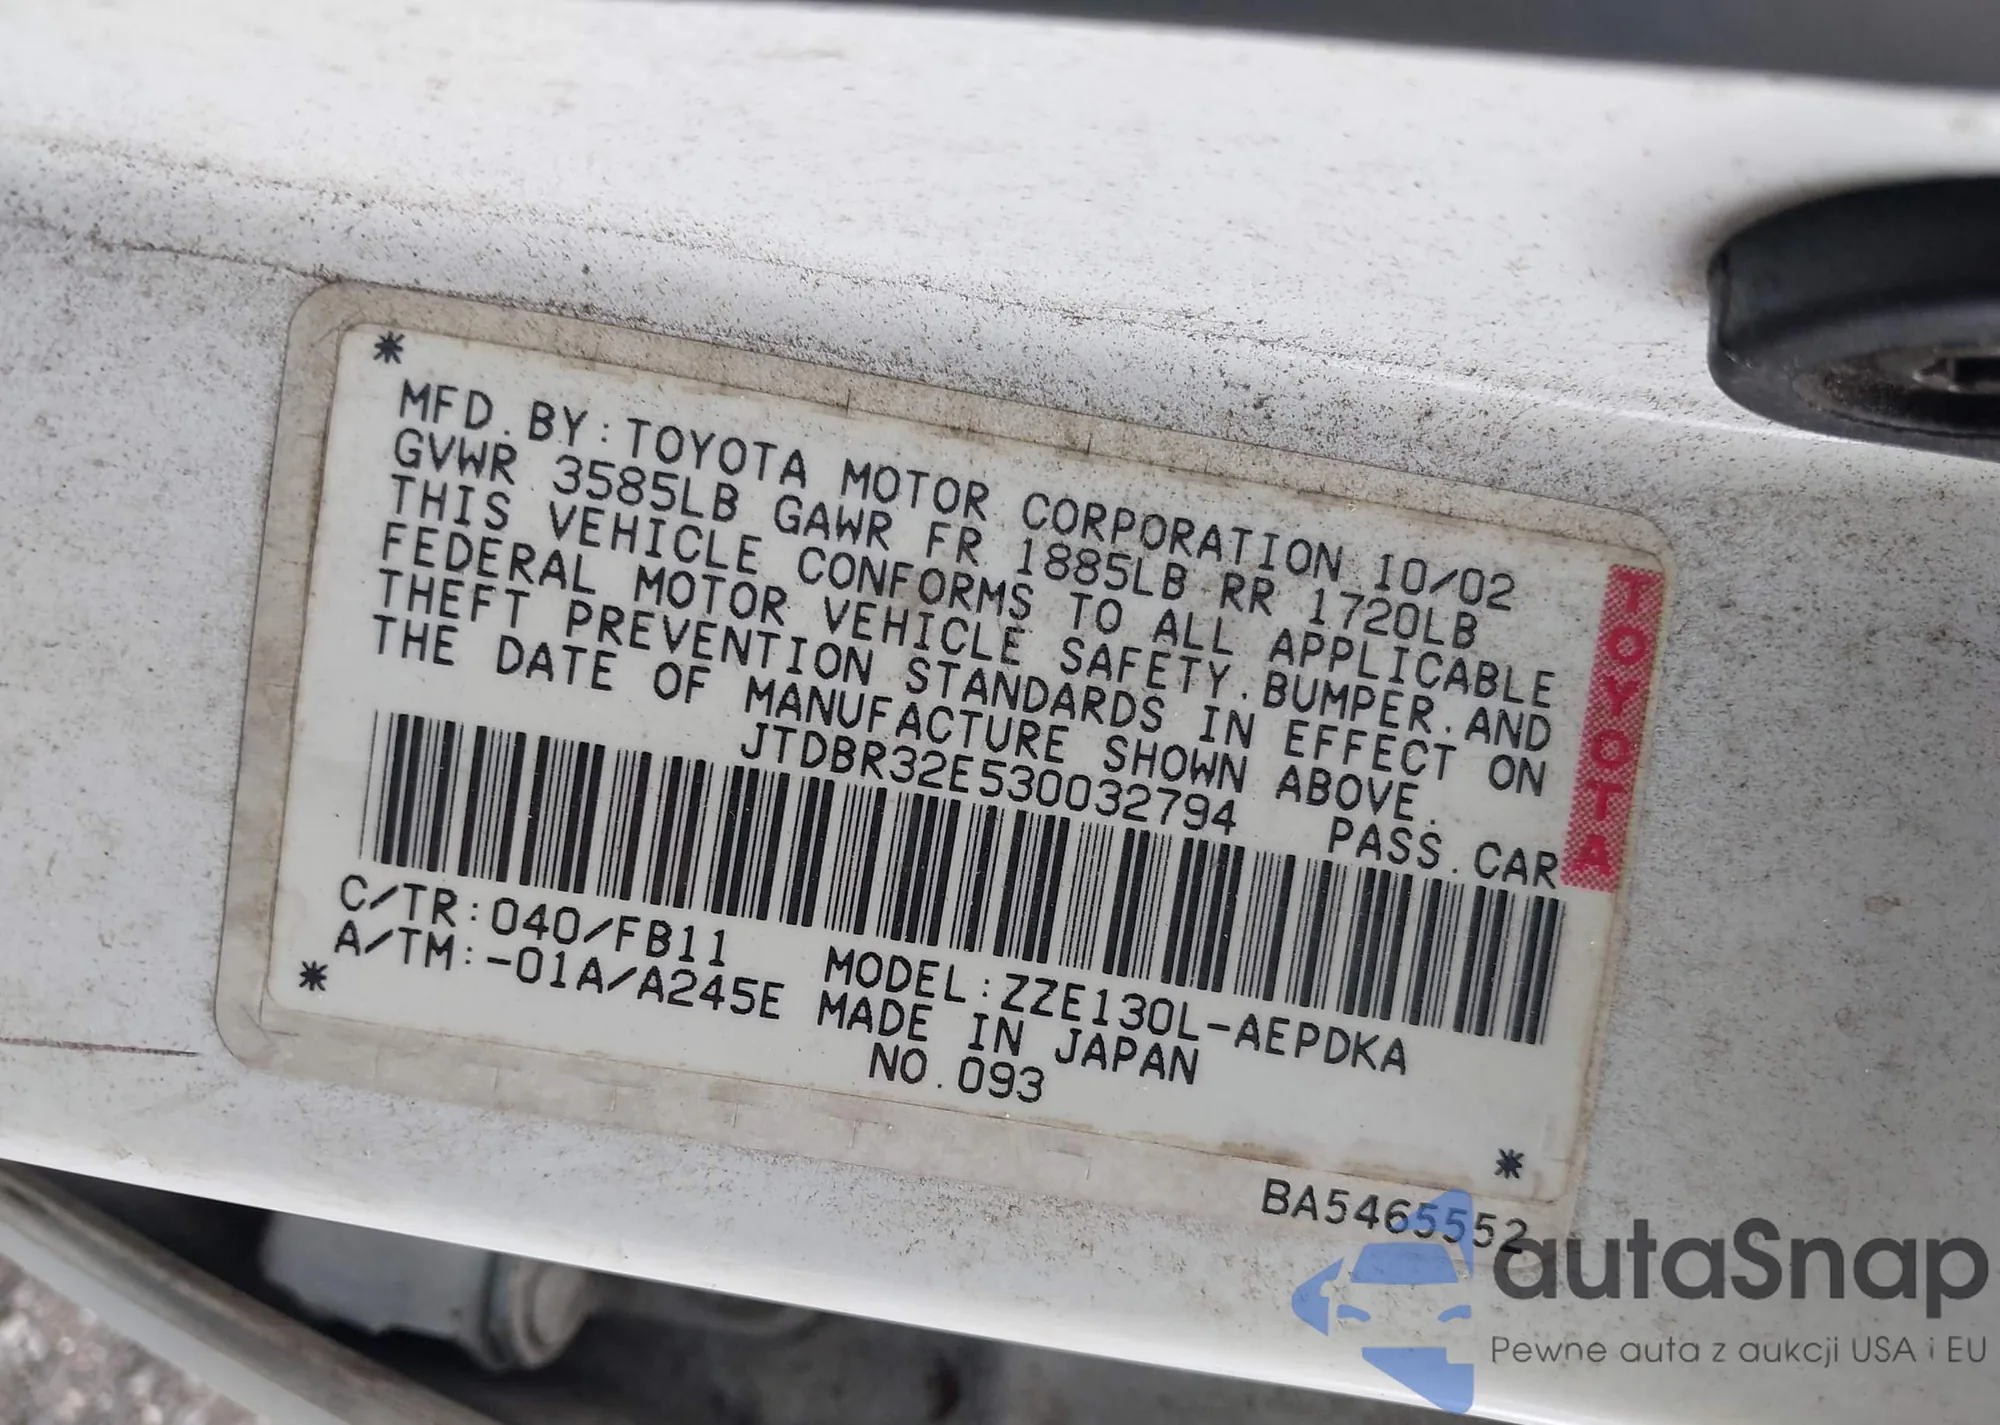 MFD.BY:TOYOTA MOTOR CORPORATION 10/02
GVWR 3585LB GAWR FR 1885LB RR 1720LB
THIS VEHICLE CONFORMS TO ALL APPLICABLE
FEDERAL MOTOR VEHICLE SAFETY.BUMPER.AND
THEFT PREVENTION STANDARDS IN EFFECT ON
THE DATE OF MANUFACTURE SHOWN ABOVE.
JTDBR32E530032794 PASS.CAR
C/TR:040/FB11 MODEL:ZZE130L-AEPDKA
A/TM:-01A/A245E MADE IN JAPAN
NO.093
TOYOTA
BA5465552
autoSnap
Pewne auta z aukcji USA i EU